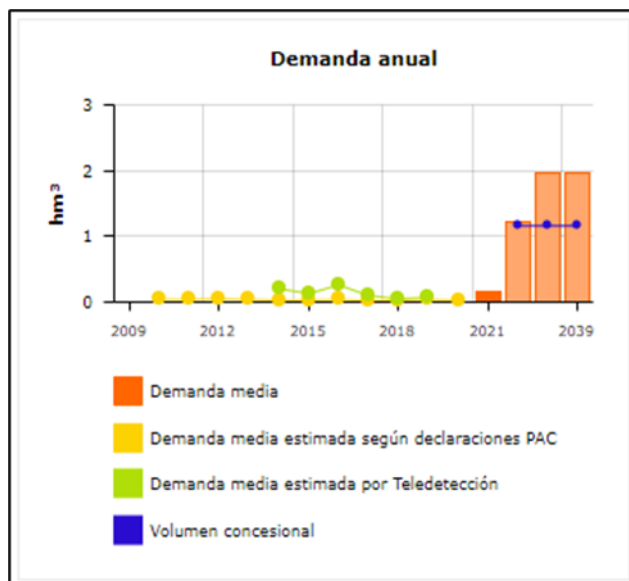 Demanda anual
3
2
1
0
hm³
2009 2012 2015 2018 2021 2039
Demanda media
Demanda media estimada según declaraciones PAC
Demanda media estimada por Teledetección
Volumen concesional